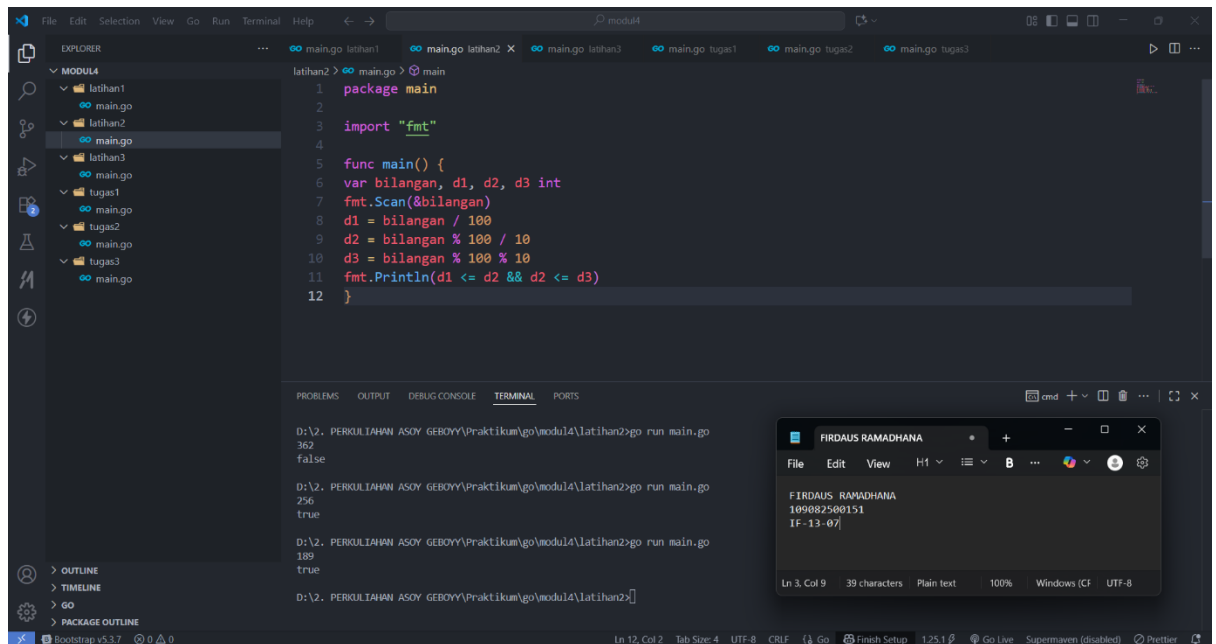 File Edit Selection View Go Run Terminal Help
modul4
EXPLORER
main.go latihan1
main.go latihan2
main.go latihan3
main.go tugas1
main.go tugas2
main.go tugas3
MODUL4
latihan1
main.go
latihan2
main.go
latihan3
main.go
tugas1
main.go
tugas2
main.go
tugas3
main.go
OUTLINE
TIMELINE
GO
PACKAGE OUTLINE
latihan2 > main.go > main
1 package main
2
3 import "fmt"
4
5 func main() {
6 var bilangan, d1, d2, d3 int
7 fmt.Scan(&bilangan)
8 d1 = bilangan / 100
9 d2 = bilangan % 100 / 10
10 d3 = bilangan % 100 % 10
11 fmt.Println(d1 <= d2 && d2 <= d3)
12 }
PROBLEMS OUTPUT DEBUG CONSOLE TERMINAL PORTS
cmd
D:\2. PERKULIAHAN ASOY GEBOYY\Praktikum\go\modul4\latihan2>go run main.go
362
false
D:\2. PERKULIAHAN ASOY GEBOYY\Praktikum\go\modul4\latihan2>go run main.go
256
true
D:\2. PERKULIAHAN ASOY GEBOYY\Praktikum\go\modul4\latihan2>go run main.go
189
true
D:\2. PERKULIAHAN ASOY GEBOYY\Praktikum\go\modul4\latihan2>
FIRDAUS RAMADHANA
File Edit View H1 B
FIRDAUS RAMADHANA
109082500151
IF-13-07
Ln 3, Col 9 39 characters Plain text 100% Windows (CF UTF-8
Bootstrap v5.3.7 0 0 Ln 12, Col 2 Tab Size: 4 UTF-8 CRLF Go Finish Setup 1.25.1 Go Live Supermaven (disabled) Prettier